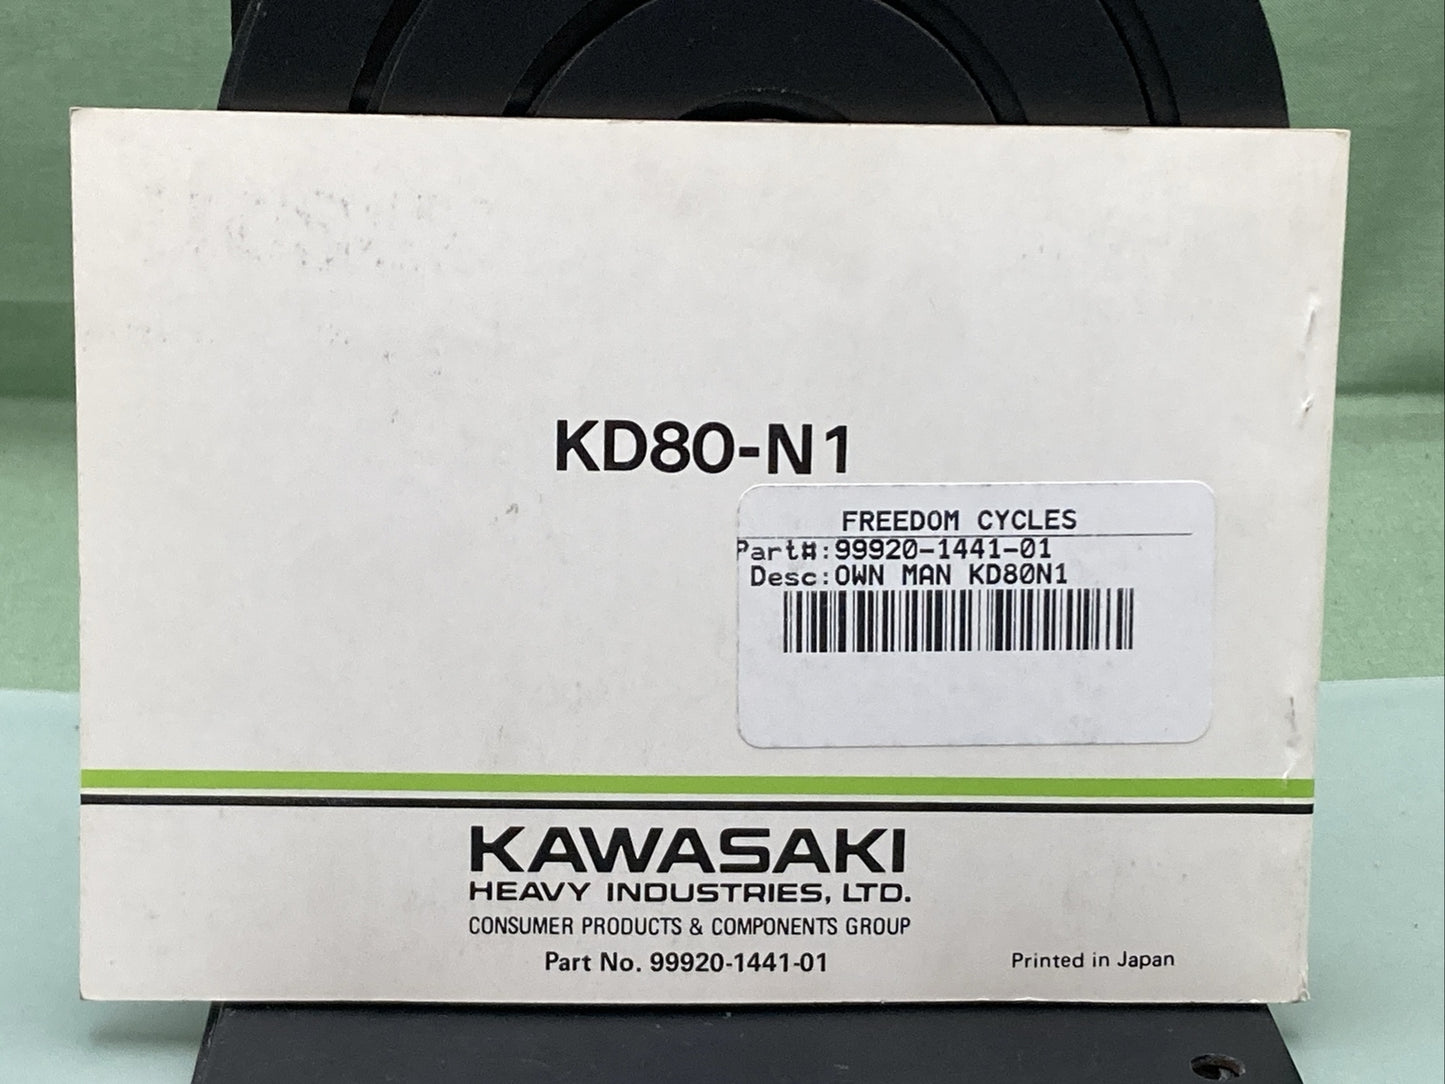 KD80-N1
FREEDOM CYCLES
Part#:99920-1441-01
Desc:OWN MAN KD80N1
KAWASAKI
HEAVY INDUSTRIES, LTD.
CONSUMER PRODUCTS & COMPONENTS GROUP
Part No. 99920-1441-01
Printed in Japan